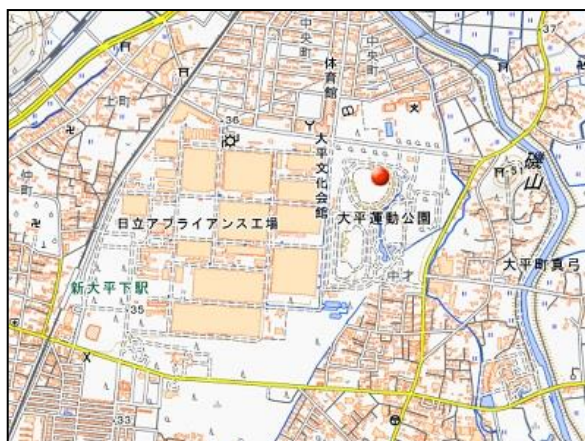 中央町
中央町
37
上町
体育館
36
大平文化会館
51
磯山
仲町
日立アプライアンス工場
大平運動公園
大平町真弓
中才
新大平下駅
35
33